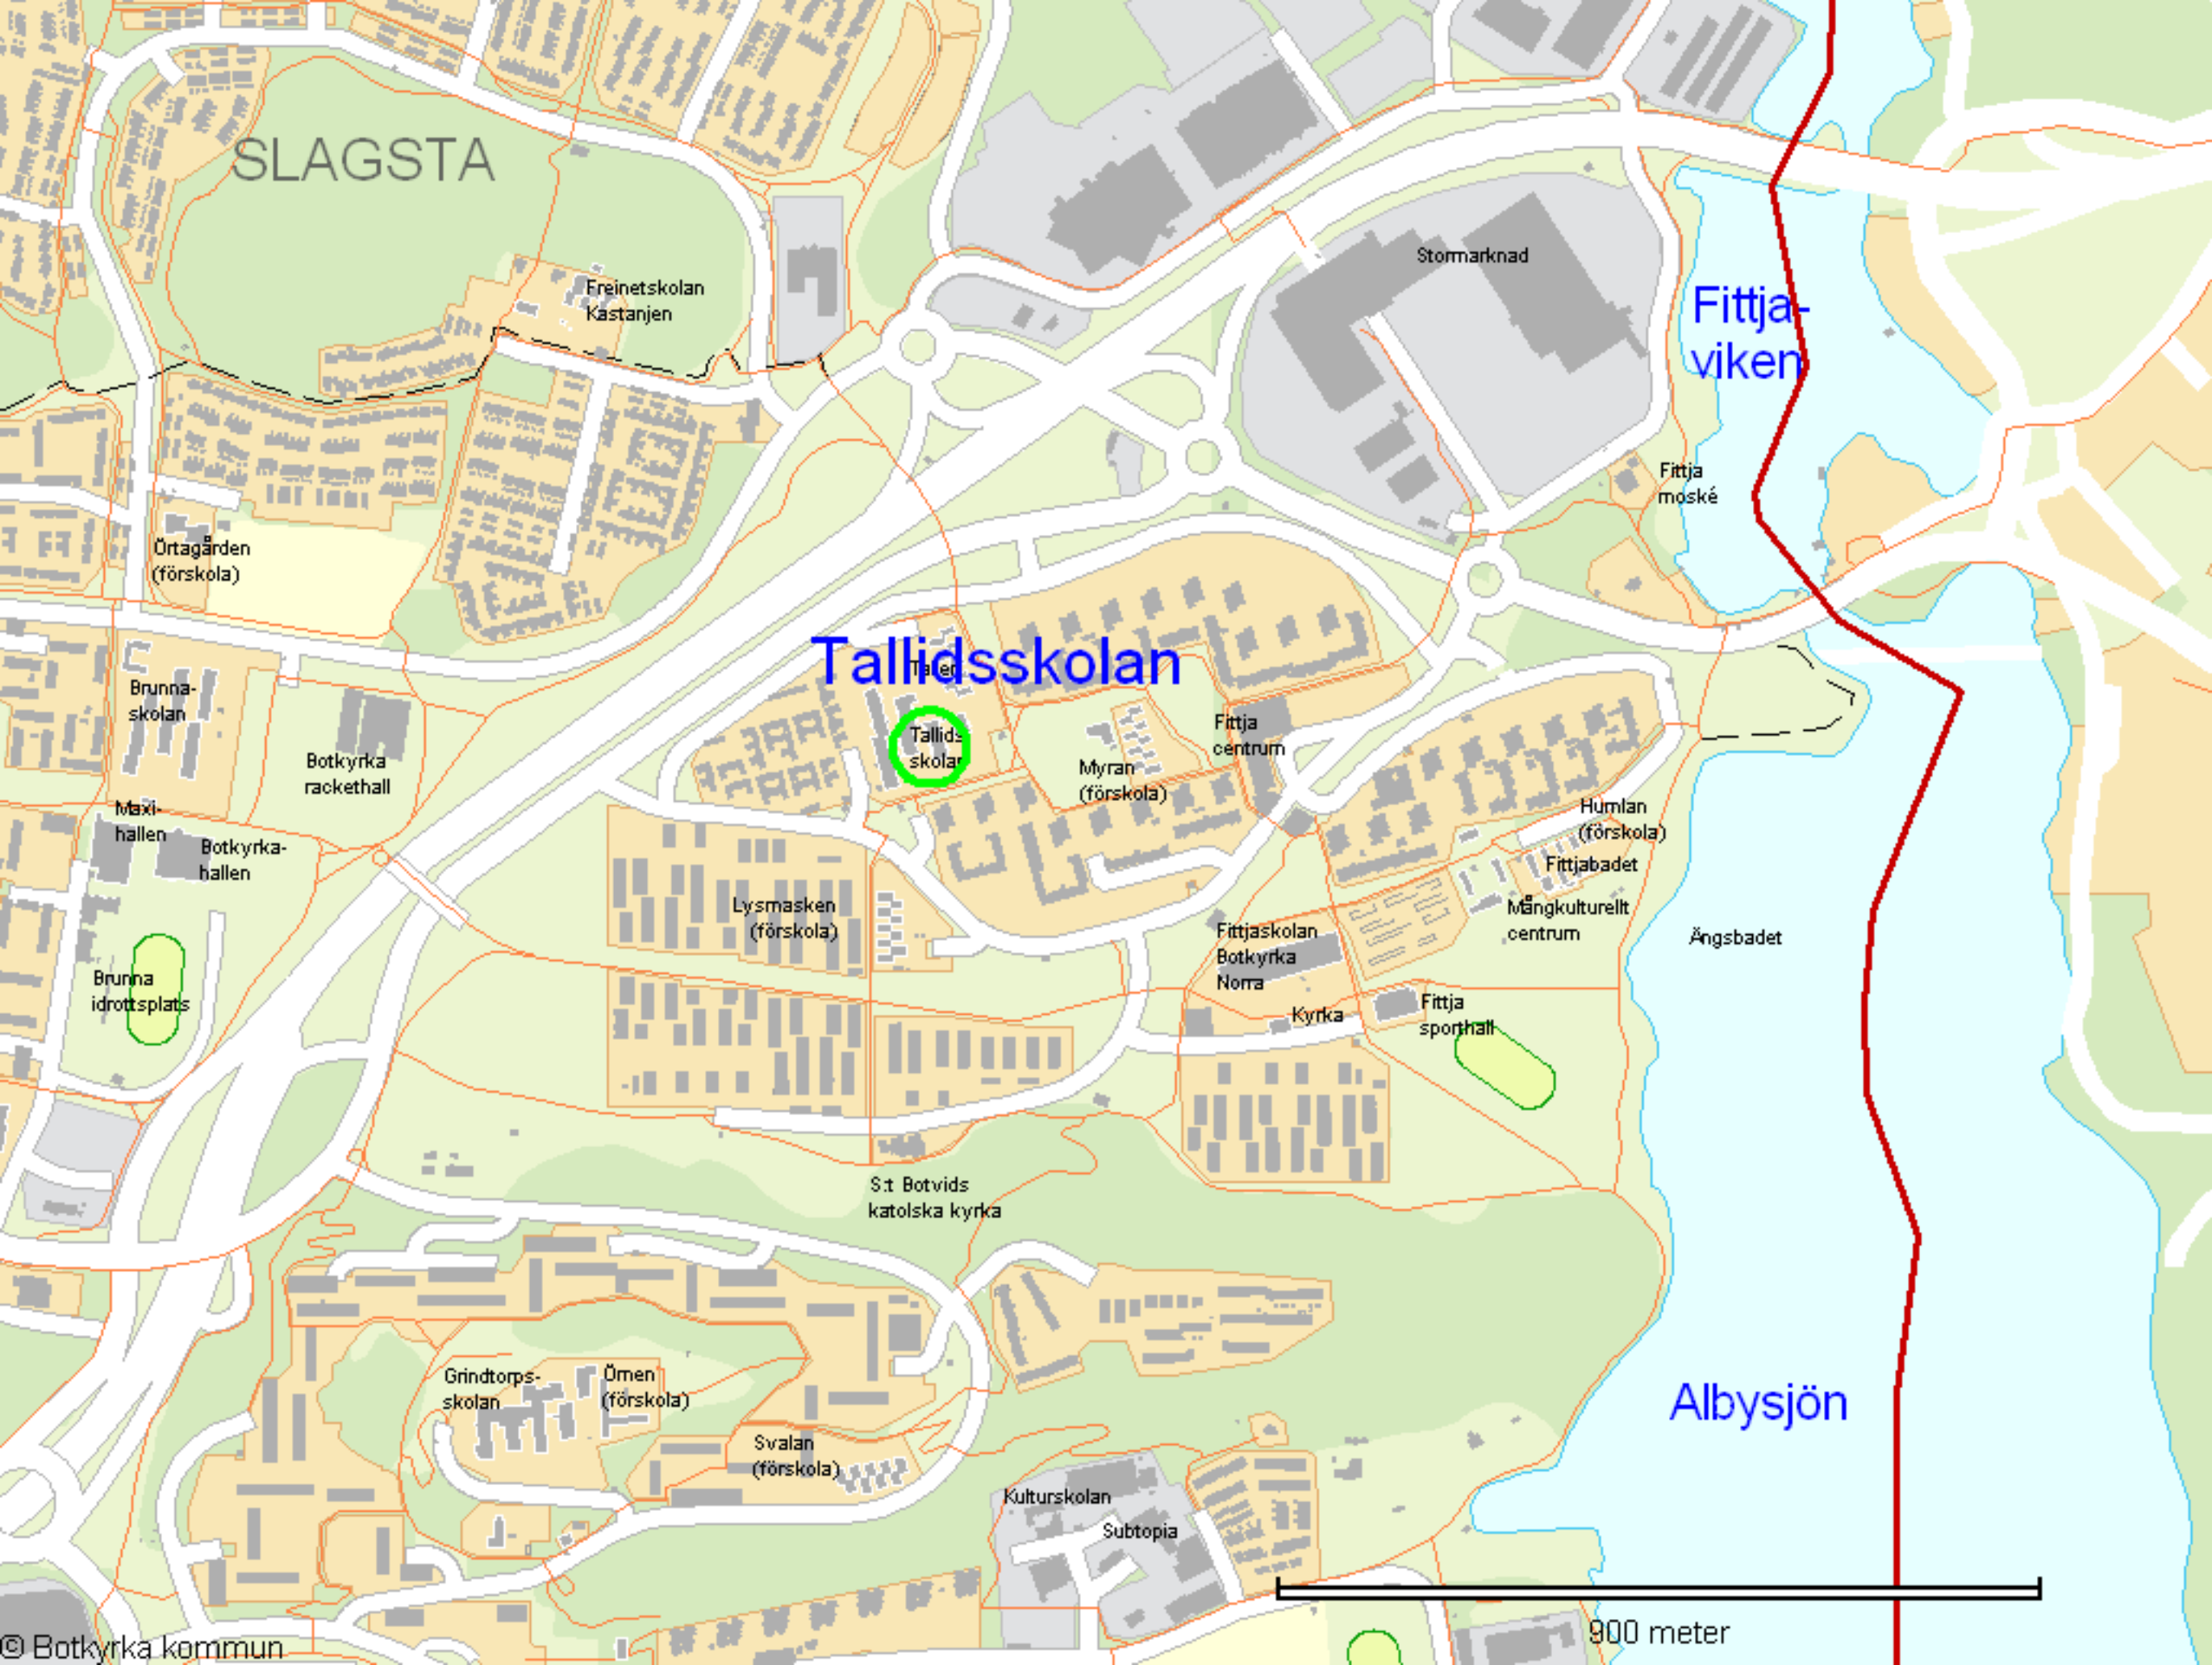 SLAGSTA
Stormarknad
Freinetskolan
Kastanjen
Fittja-
viken
Fittja
moské
Örtagården
(förskola)
Tallidsskolan
Brunna-
skolan
Tallids
skolan
Fittja
centrum
Botkyrka
rackethall
Myran
(förskola)
Maxi-
hallen
Humlan
(förskola)
Botkyrka-
hallen
Fittjabadet
Lysmasken
(förskola)
Mångkulturellt
centrum
Fittjaskolan
Botkyrka
Norra
Ängsbadet
Brunna
idrottsplats
Kyrka
Fittja
sporthall
S:t Botvids
katolska kyrka
Grindtorps-
skolan
Örnen
(förskola)
Albysjön
Svalan
(förskola)
Kulturskolan
Subtopia
900 meter
© Botkyrka kommun